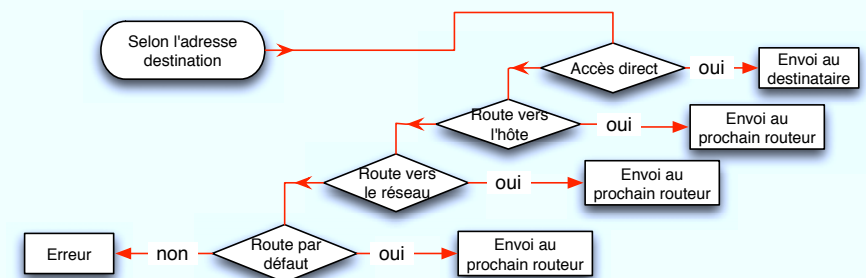 Selon l'adresse
destination
Accès direct
oui
Envoi au
destinataire
Route vers
l'hôte
oui
Envoi au
prochain routeur
Route vers
le réseau
oui
Envoi au
prochain routeur
Erreur
non
Route par
défaut
oui
Envoi au
prochain routeur